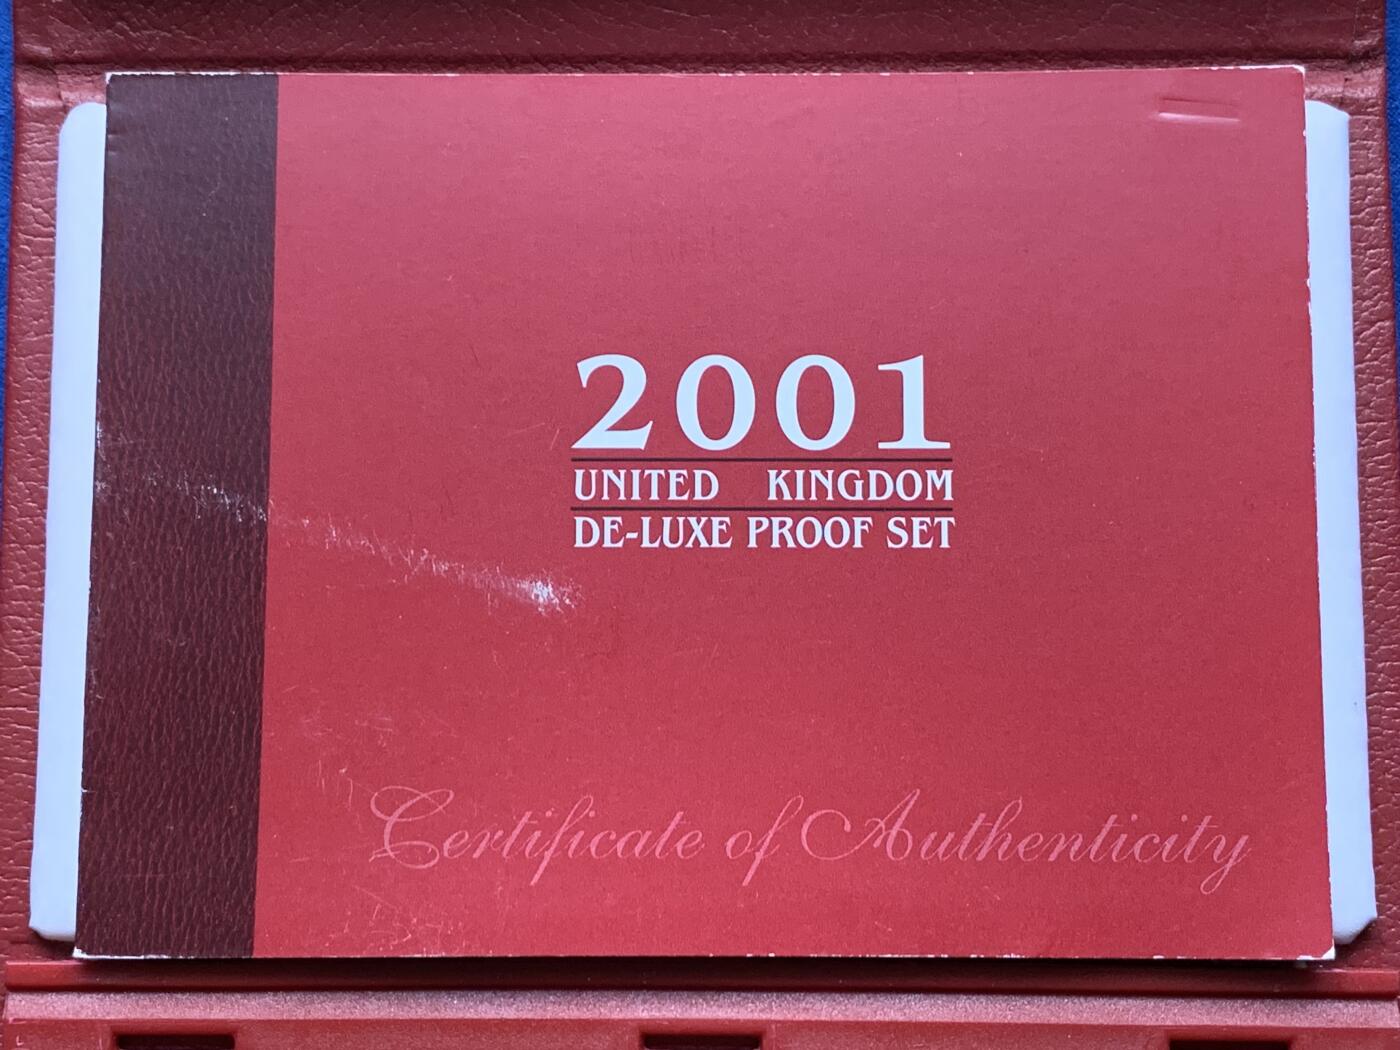 2001
UNITED KINGDOM
DE-LUXE PROOF SET
Certificate of Authenticity